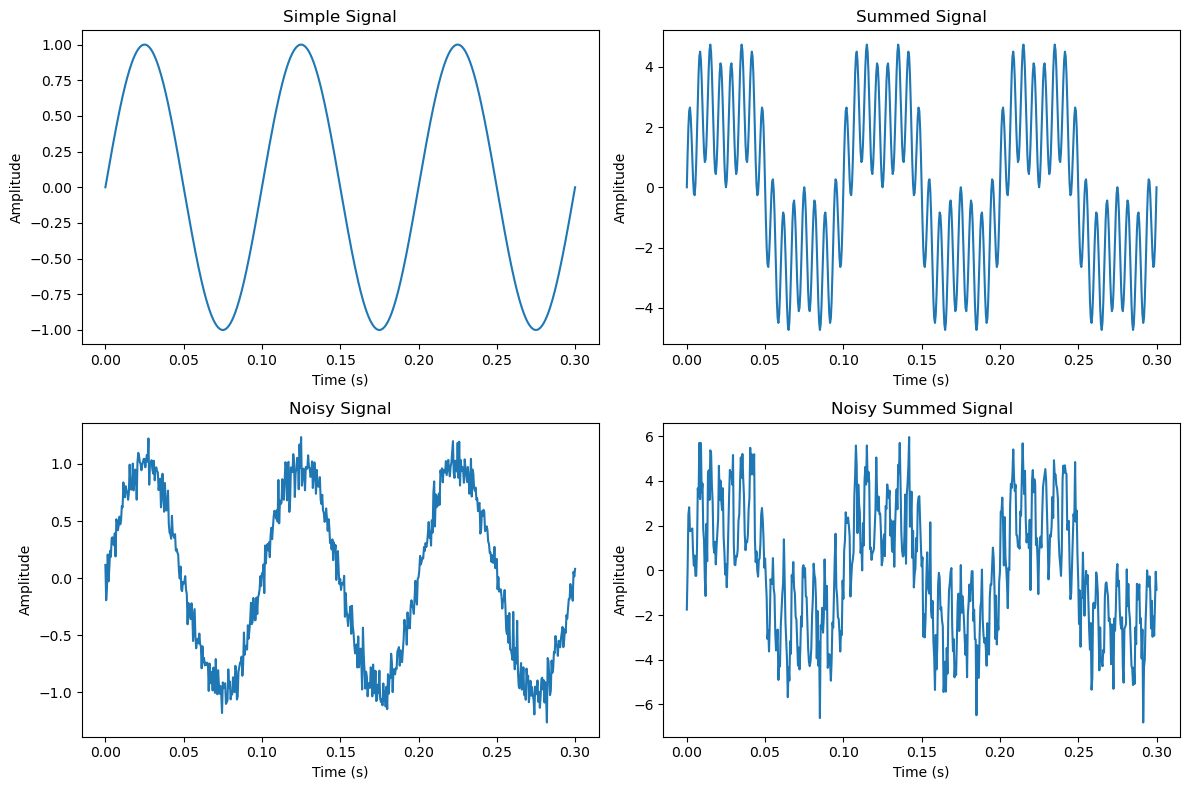 Simple Signal
Amplitude
1.00
0.75
0.50
0.25
0.00
−0.25
−0.50
−0.75
−1.00
0.00 0.05 0.10 0.15 0.20 0.25 0.30
Time (s)
Summed Signal
Amplitude
4
2
0
−2
−4
0.00 0.05 0.10 0.15 0.20 0.25 0.30
Time (s)
Noisy Signal
Amplitude
1.0
0.5
0.0
−0.5
−1.0
0.00 0.05 0.10 0.15 0.20 0.25 0.30
Time (s)
Noisy Summed Signal
Amplitude
6
4
2
0
−2
−4
−6
0.00 0.05 0.10 0.15 0.20 0.25 0.30
Time (s)